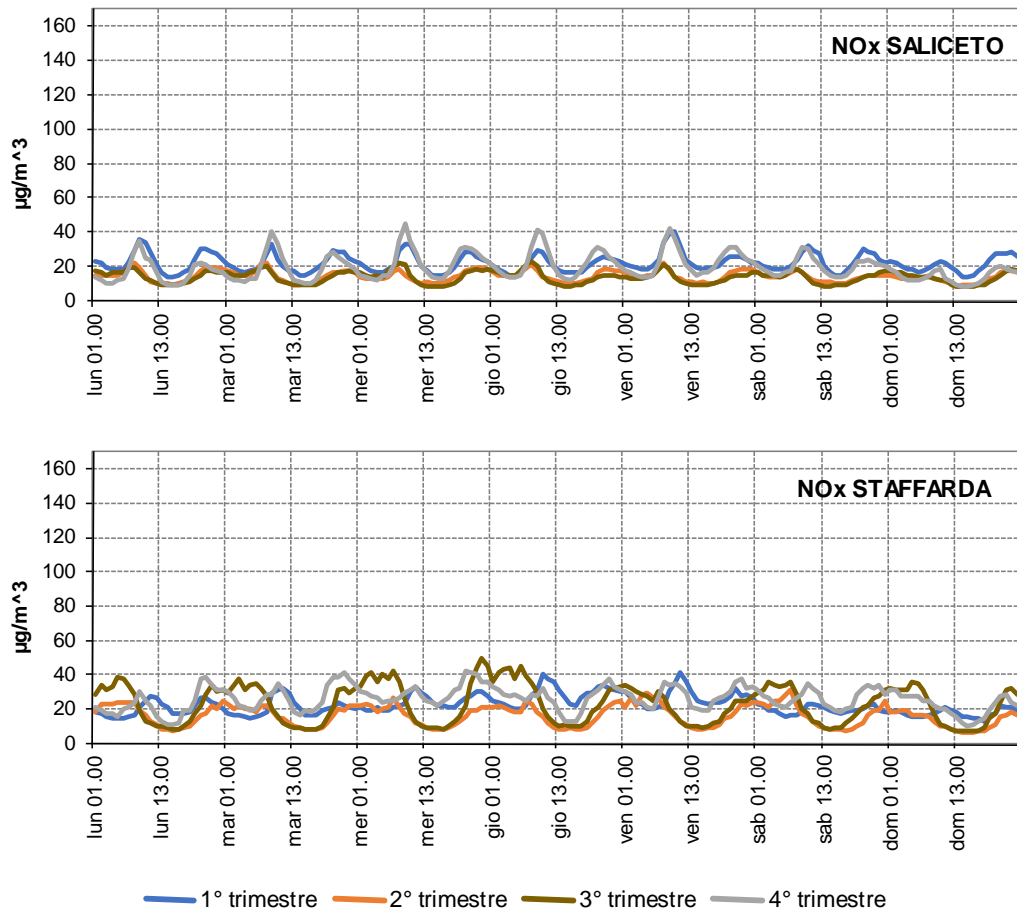 NOx SALICETO
µg/m^3
160
140
120
100
80
60
40
20
0
lun 01.00
lun 13.00
mar 01.00
mar 13.00
mer 01.00
mer 13.00
gio 01.00
gio 13.00
ven 01.00
ven 13.00
sab 01.00
sab 13.00
dom 01.00
dom 13.00
NOx STAFFARDA
µg/m^3
160
140
120
100
80
60
40
20
0
lun 01.00
lun 13.00
mar 01.00
mar 13.00
mer 01.00
mer 13.00
gio 01.00
gio 13.00
ven 01.00
ven 13.00
sab 01.00
sab 13.00
dom 01.00
dom 13.00
1° trimestre 2° trimestre 3° trimestre 4° trimestre